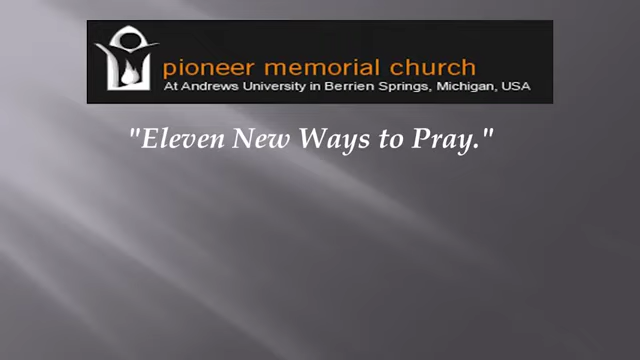 pioneer memorial church
At Andrews University in Berrien Springs, Michigan, USA
"Eleven New Ways to Pray."